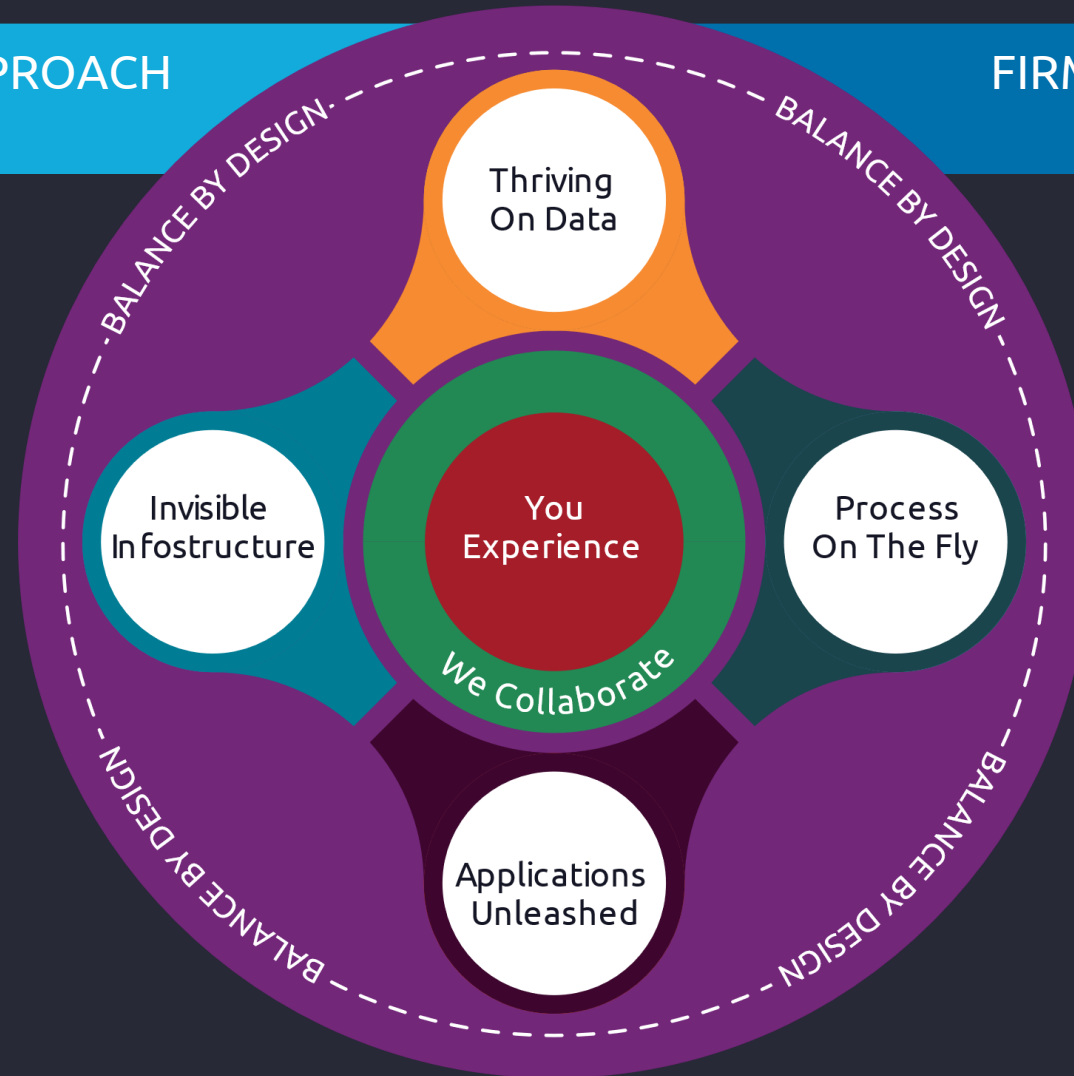 PROACH
FIRM
BALANCE BY DESIGN
BALANCE BY DESIGN
Thriving
On Data
Invisible
Infostructure
You
Experience
Process
On The Fly
We Collaborate
Applications
Unleashed
BALANCE BY DESIGN
BALANCE BY DESIGN